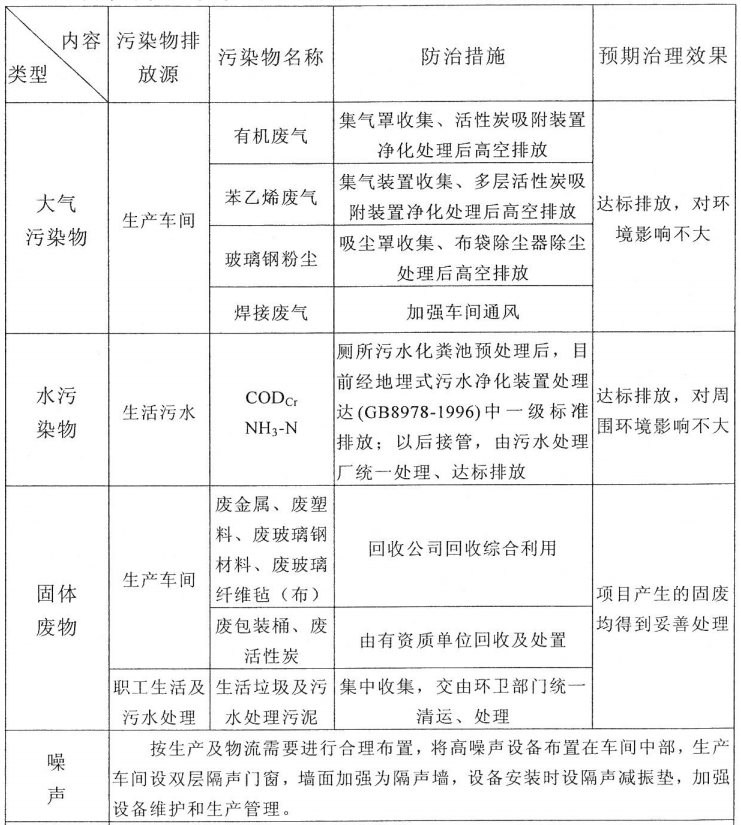 内容
类型
污染物排
放源
污染物名称
防治措施
预期治理效果
大气
污染物
生产车间
有机废气
集气罩收集、活性炭吸附装置
净化处理后高空排放
苯乙烯废气
集气装置收集、多层活性炭吸
附装置净化处理后高空排放
玻璃钢粉尘
吸尘罩收集、布袋除尘器除尘
处理后高空排放
焊接废气
加强车间通风
达标排放，对环
境影响不大
水污
染物
生活污水
CODCr
NH3-N
厕所污水化粪池预处理后，目
前经地埋式污水净化装置处理
达(GB8978-1996)中一级标准
排放；以后接管，由污水处理
厂统一处理、达标排放
达标排放，对周
围环境影响不大
固体
废物
生产车间
废金属、废塑
料、废玻璃钢
材料、废玻璃
纤维毡（布）
回收公司回收综合利用
废包装桶、废
活性炭
由有资质单位回收及处置
职工生活及
污水处理
生活垃圾及污
水处理污泥
集中收集，交由环卫部门统一
清运、处理
项目产生的固废
均得到妥善处理
噪
声
按生产及物流需要进行合理布置，将高噪声设备布置在车间中部，生产
车间设双层隔声门窗，墙面加强为隔声墙，设备安装时设隔声减振垫，加强
设备维护和生产管理。